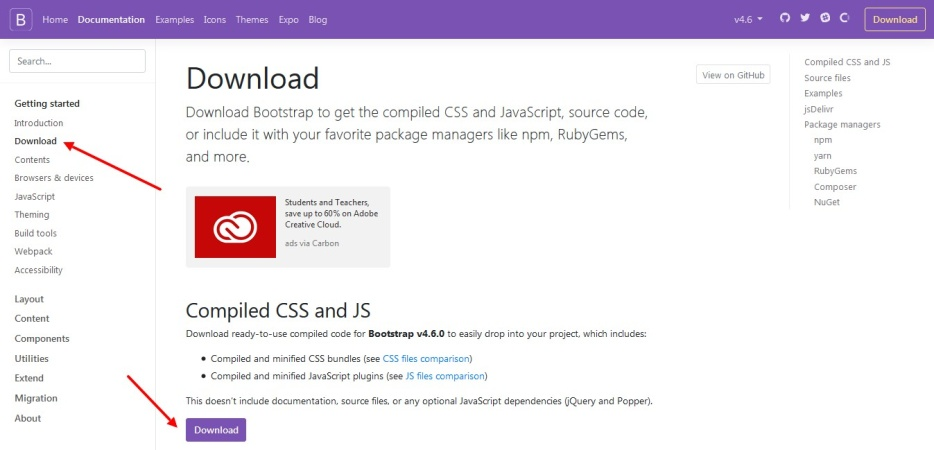 B Home Documentation Examples Icons Themes Expo Blog v4.6 Download
Search...
Getting started
Introduction
Download
Contents
Browsers & devices
JavaScript
Theming
Build tools
Webpack
Accessibility
Layout
Content
Components
Utilities
Extend
Migration
About
Download
View on GitHub
Download Bootstrap to get the compiled CSS and JavaScript, source code,
or include it with your favorite package managers like npm, RubyGems,
and more.
Students and Teachers,
save up to 60% on Adobe
Creative Cloud.
ads via Carbon
Compiled CSS and JS
Download ready-to-use compiled code for Bootstrap v4.6.0 to easily drop into your project, which includes:
• Compiled and minified CSS bundles (see CSS files comparison)
• Compiled and minified JavaScript plugins (see JS files comparison)
This doesn't include documentation, source files, or any optional JavaScript dependencies (jQuery and Popper).
Download
Compiled CSS and JS
Source files
Examples
jsDelivr
Package managers
npm
yarn
RubyGems
Composer
NuGet